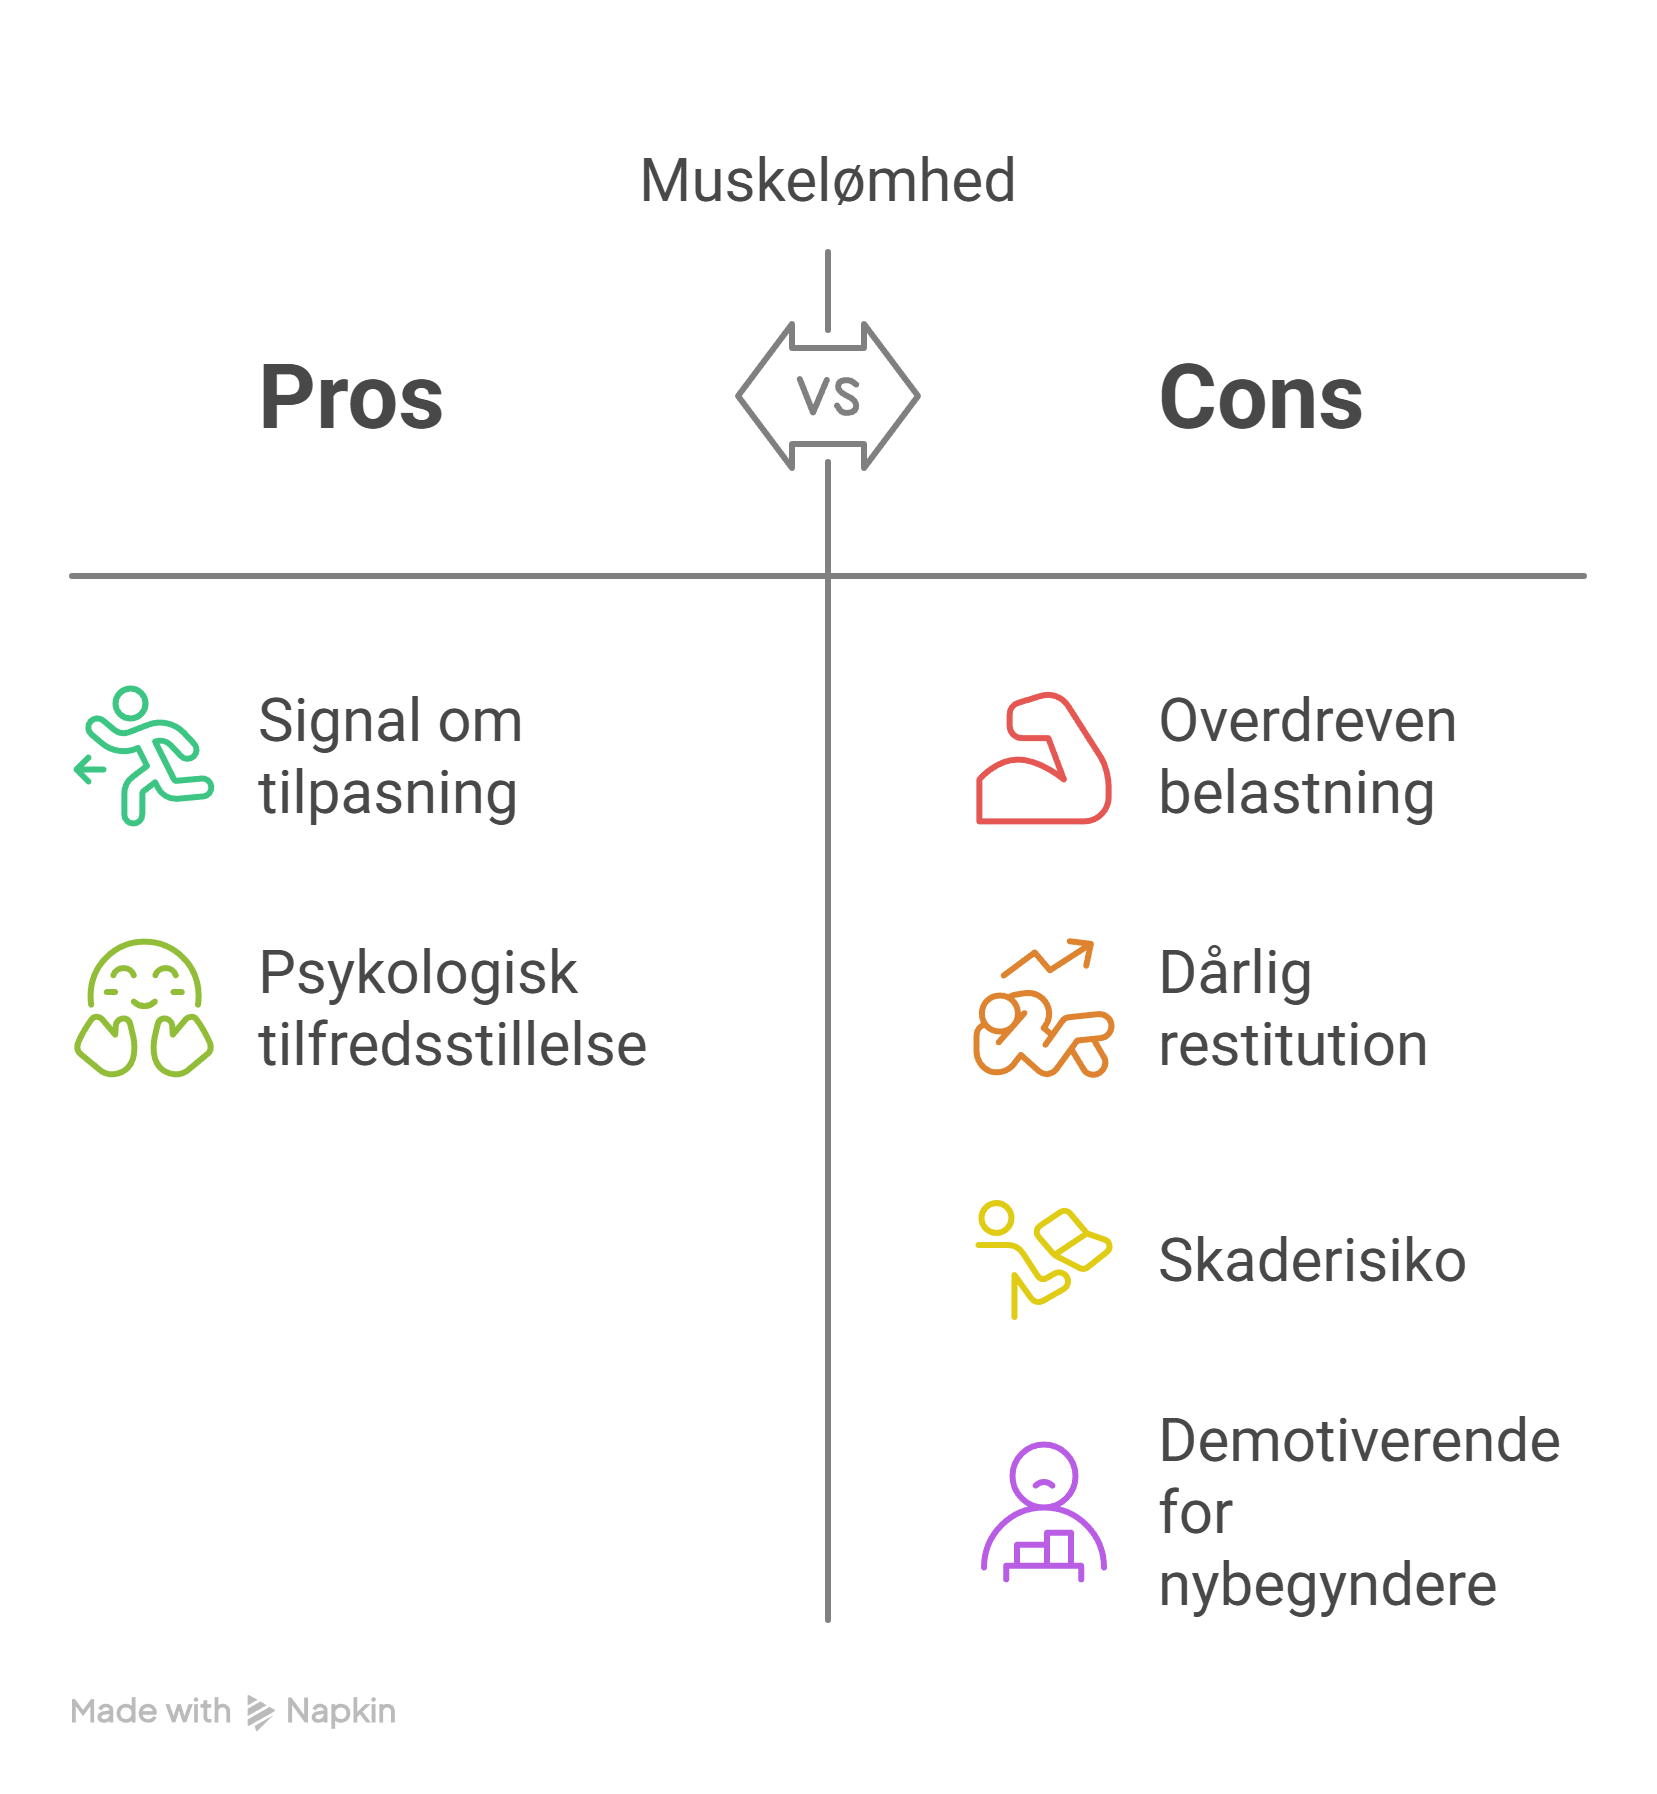 Muskelømhed
Pros
VS
Cons
Signal om
tilpasning
Psykologisk
tilfredsstillelse
Overdreven
belastning
Dårlig
restitution
Skaderisiko
Demotiverende
for
nybegyndere
Made with Napkin